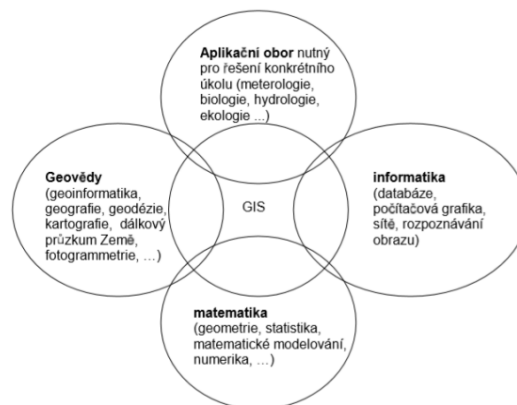 Aplikační obor nutný
pro řešení konkrétního
úkolu (meterologie,
biologie, hydrologie,
ekologie ...)
Geovědy
(geoinformatika,
geografie, geodézie,
kartografie, dálkový
průzkum Země,
fotogrammetrie, ...)
GIS
informatika
(databáze,
počítačová grafika,
sítě, rozpoznávání
obrazu)
matematika
(geometrie, statistika,
matematické modelování,
numerika, ...)